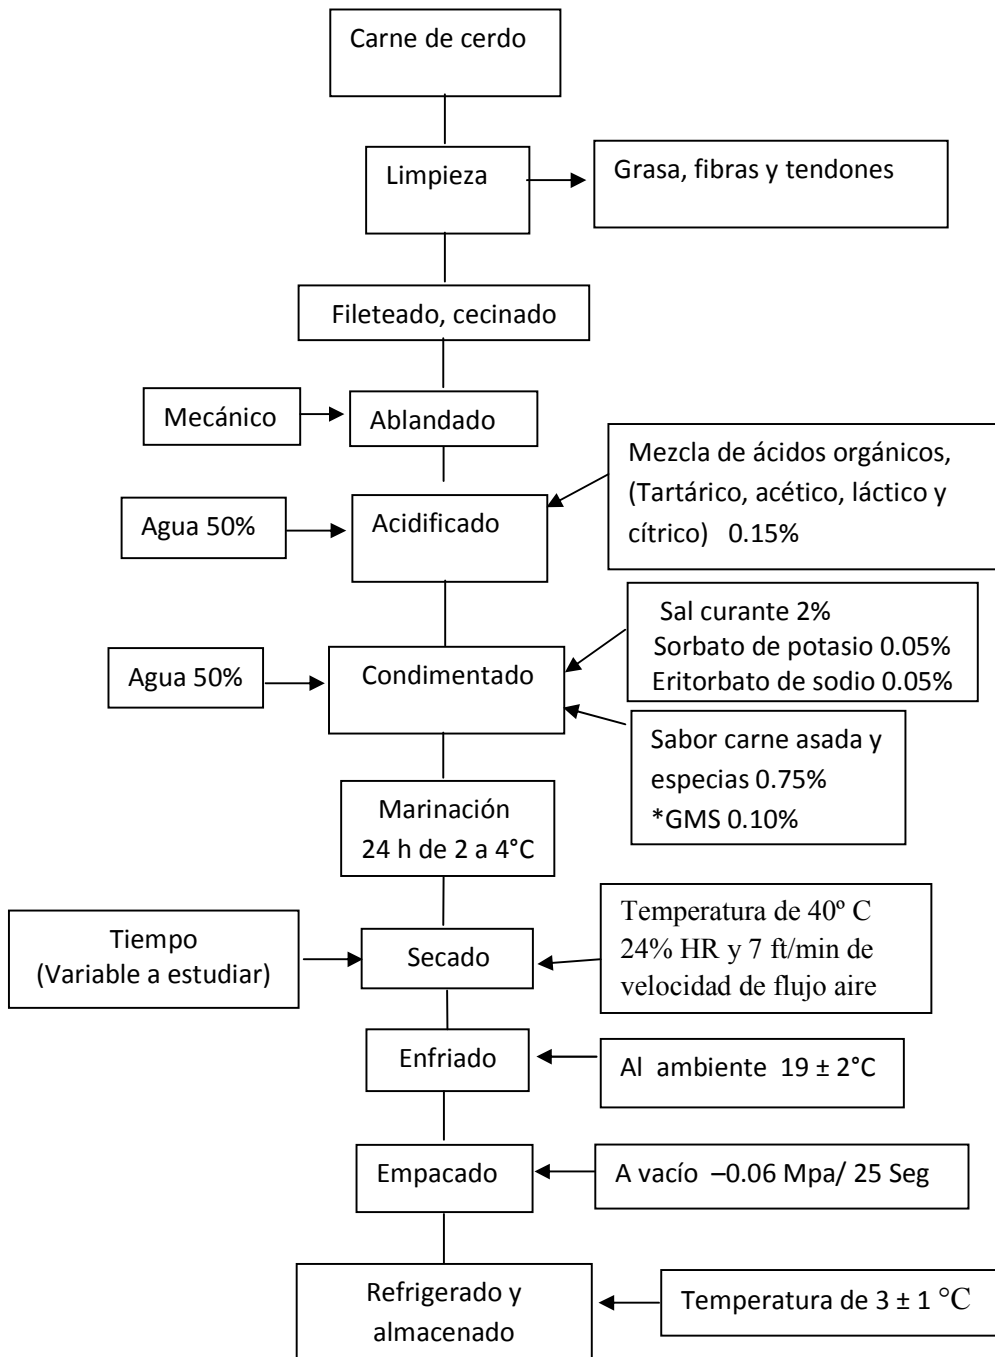 Carne de cerdo
Limpieza
Grasa, fibras y tendones
Fileteado, cecinado
Mecánico
Ablandado
Mezcla de ácidos orgánicos,
(Tartárico, acético, láctico y
cítrico) 0.15%
Agua 50%
Acidificado
Sal curante 2%
Sorbato de potasio 0.05%
Eritorbato de sodio 0.05%
Agua 50%
Condimentado
Sabor carne asada y
especias 0.75%
*GMS 0.10%
Marinación
24 h de 2 a 4°C
Temperatura de 40º C
24% HR y 7 ft/min de
velocidad de flujo aire
Tiempo
(Variable a estudiar)
Secado
Enfriado
Al ambiente 19 ± 2°C
Empacado
A vacío –0.06 Mpa/ 25 Seg
Refrigerado y
almacenado
Temperatura de 3 ± 1 °C